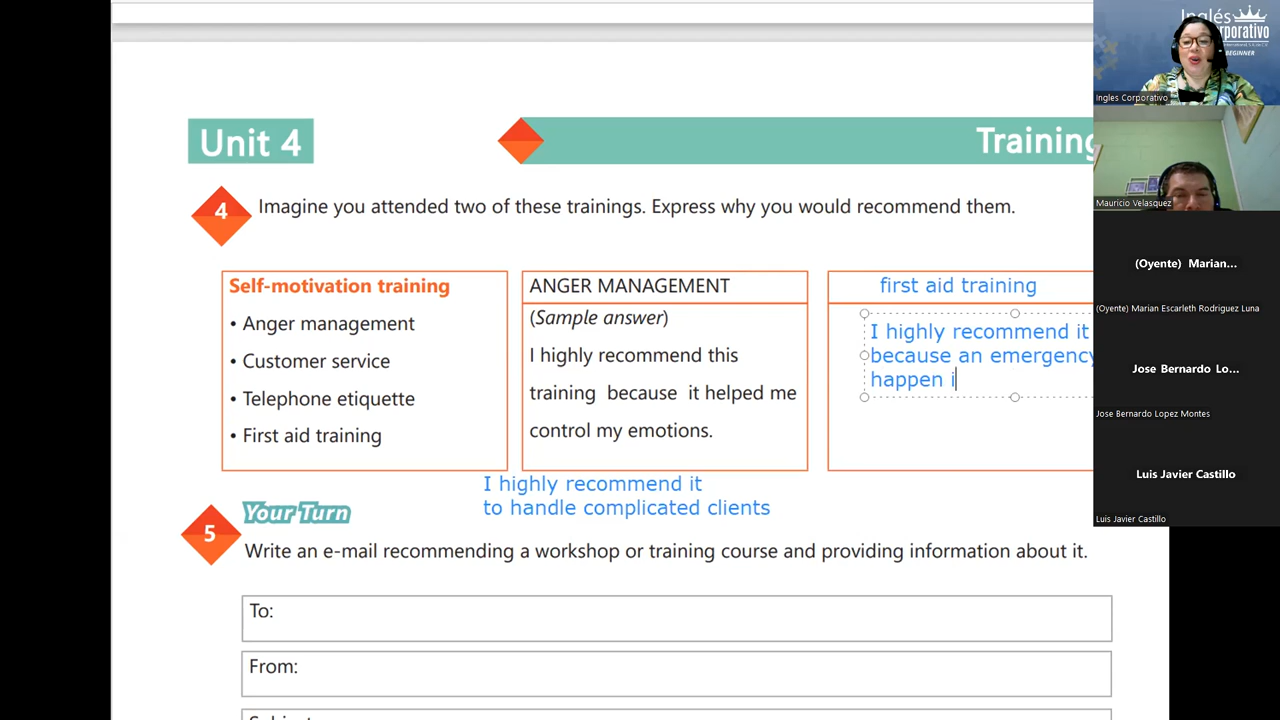 Unit 4
Training
4
Imagine you attended two of these trainings. Express why you would recommend them.
Self-motivation training
• Anger management
• Customer service
• Telephone etiquette
• First aid training
ANGER MANAGEMENT
(Sample answer)
I highly recommend this
training because it helped me
control my emotions.
first aid training
I highly recommend it
because an emergency
happen i
I highly recommend it
to handle complicated clients
5
Your Turn
Write an e-mail recommending a workshop or training course and providing information about it.
To:
From:
Inglés
Corporativo
BEGINNER
Ingles Corporativo
Mauricio Velasquez
(Oyente) Marian...
(Oyente) Marian Escarleth Rodriguez Luna
Jose Bernardo Lo...
Jose Bernardo Lopez Montes
Luis Javier Castillo
Luis Javier Castillo